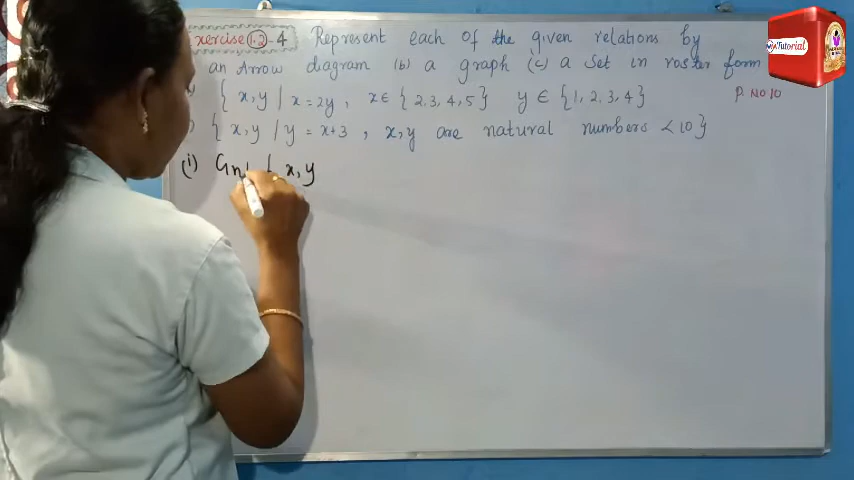 xercise 1.2 -4 Represent each of the given relations by
an Arrow diagram (b) a graph (c) a Set in roster form
{ x,y / x = 2y , x ∈ { 2,3,4,5} y ∈ {1,2,3,4}
P. No 10
{ x,y / y = x+3 , x,y are natural numbers < 10 }
(i) { x,y
Tutorial